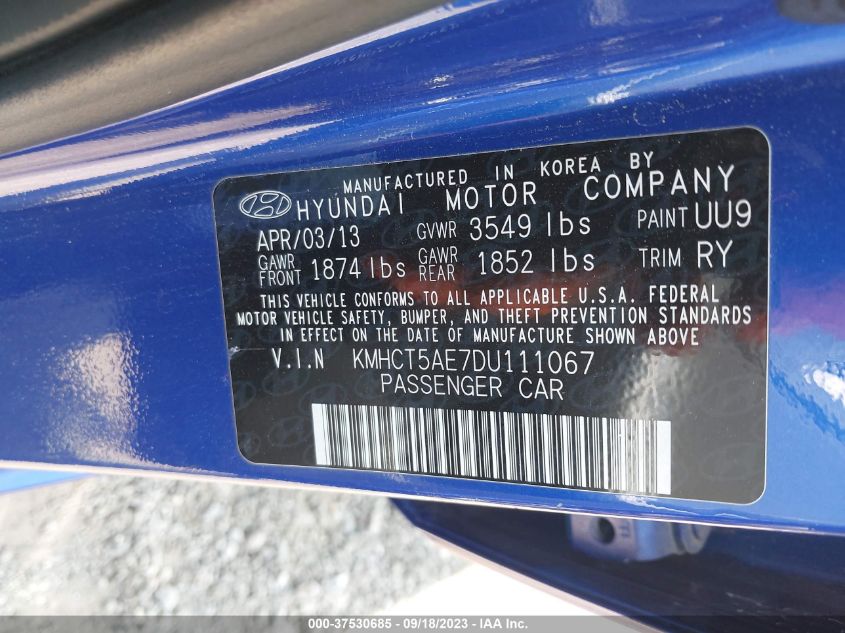 MANUFACTURED IN KOREA BY
HYUNDAI MOTOR COMPANY
APR/03/13 GVWR 3549 lbs PAINT UU9
GAWR FRONT 1874 lbs GAWR REAR 1852 lbs TRIM RY
THIS VEHICLE CONFORMS TO ALL APPLICABLE U.S.A. FEDERAL
MOTOR VEHICLE SAFETY, BUMPER, AND THEFT PREVENTION STANDARDS
IN EFFECT ON THE DATE OF MANUFACTURE SHOWN ABOVE
V.I.N KMHCT5AE7DU111067
PASSENGER CAR
000-37530685 - 09/18/2023 - IAA Inc.